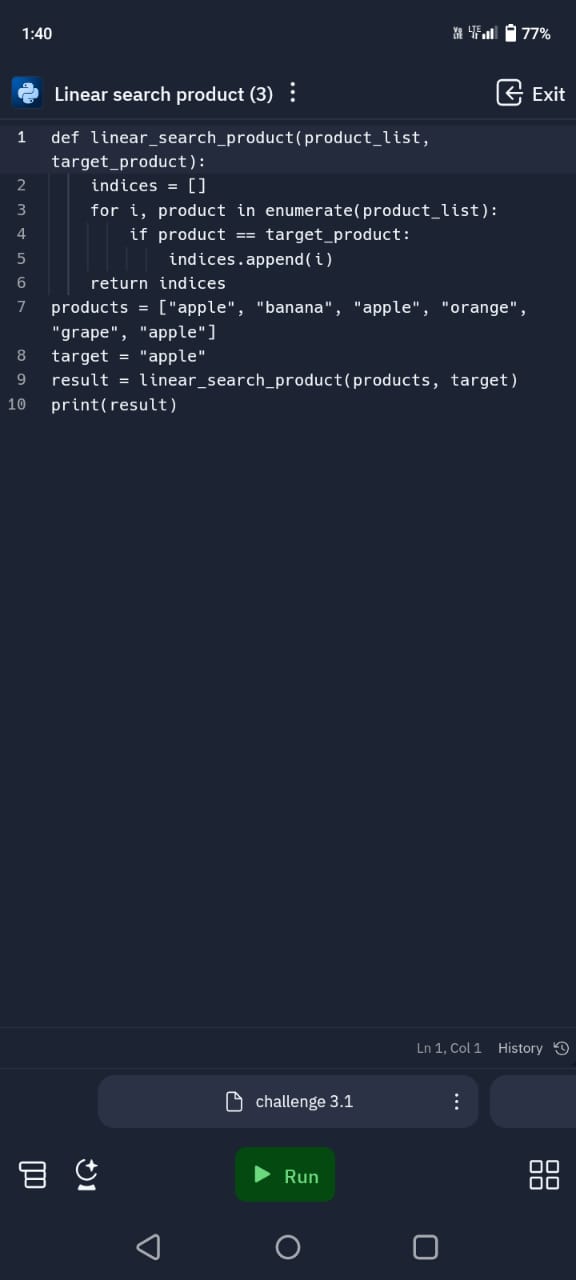 1:40
Vo LTE LTE 77%
Linear search product (3)
Exit
1 def linear_search_product(product_list,
target_product):
2 indices = []
3 for i, product in enumerate(product_list):
4 if product == target_product:
5 indices.append(i)
6 return indices
7 products = ["apple", "banana", "apple", "orange",
"grape", "apple"]
8 target = "apple"
9 result = linear_search_product(products, target)
10 print(result)
Ln 1, Col 1 History
challenge 3.1
Run